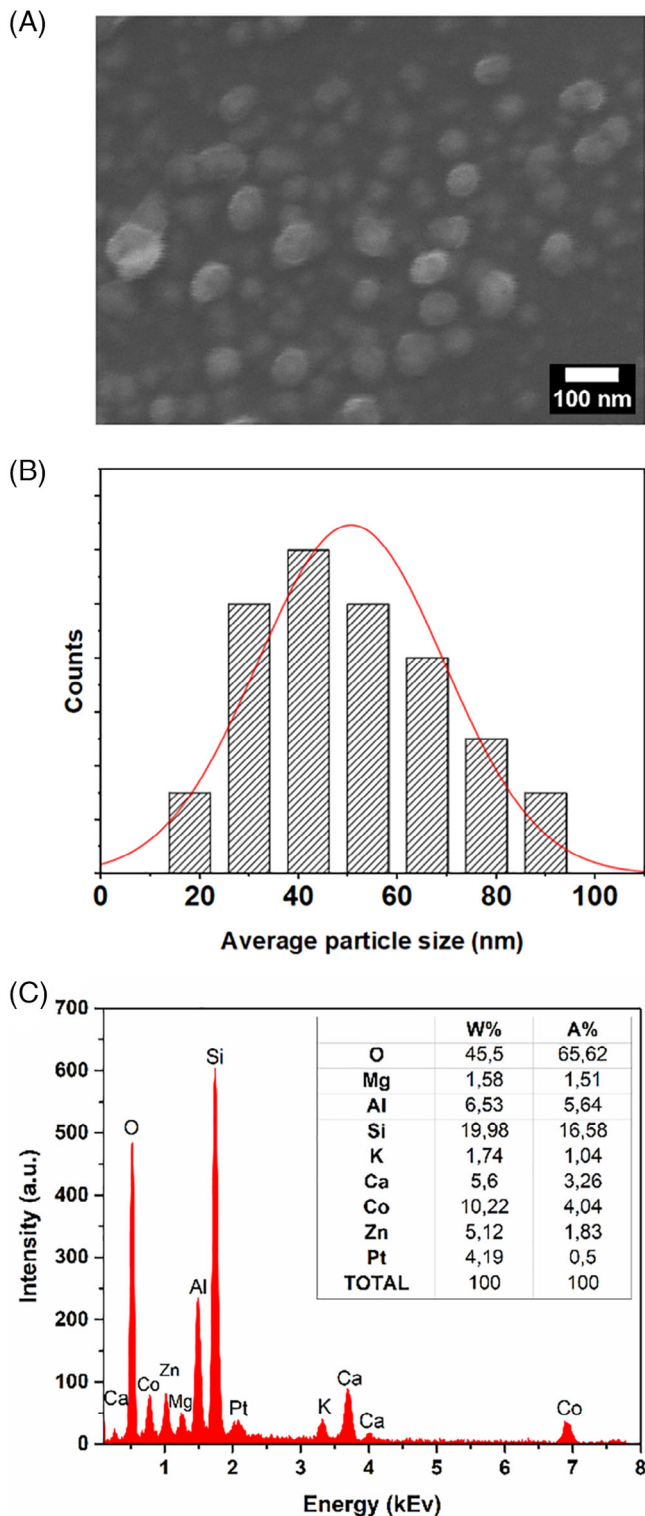 (A)
100 nm
(B)
Counts
0 20 40 60 80 100
Average particle size (nm)
(C)
700
600
500
400
300
200
100
0
Intensity (a.u.)
Ca
O
Co
Zn
Mg
Al
Si
Pt
K
Ca
Ca
Co
W% A%
O 45,5 65,62
Mg 1,58 1,51
Al 6,53 5,64
Si 19,98 16,58
K 1,74 1,04
Ca 5,6 3,26
Co 10,22 4,04
Zn 5,12 1,83
Pt 4,19 0,5
TOTAL 100 100
1 2 3 4 5 6 7 8
Energy (kEv)